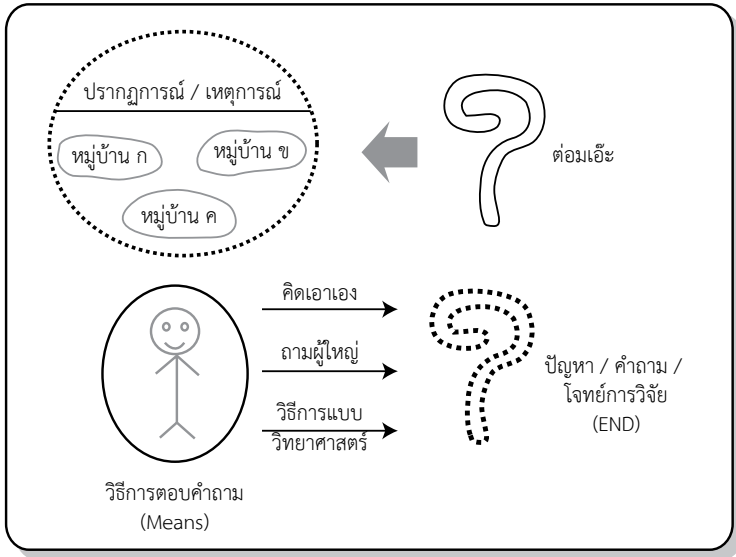 ปรากฏการณ์ / เหตุการณ์
หมู่บ้าน ก
หมู่บ้าน ข
หมู่บ้าน ค
ต่อมเอ๊ะ
คิดเอาเอง
ถามผู้ใหญ่
วิธีการแบบ
วิทยาศาสตร์
วิธีการตอบคำถาม
(Means)
ปัญหา / คำถาม /
โจทย์การวิจัย
(END)